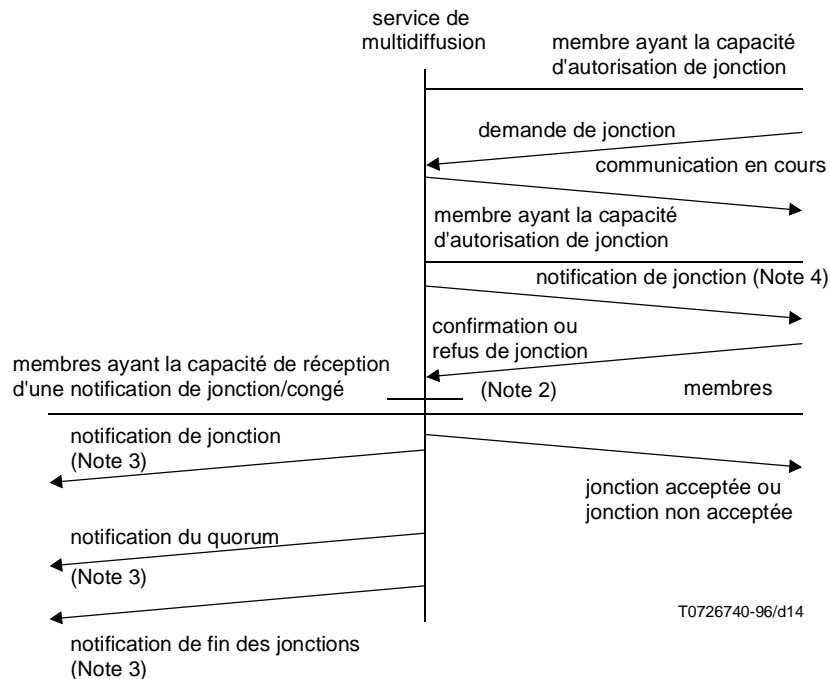 service de
multidiffusion
membre ayant la capacité
d'autorisation de jonction
demande de jonction
communication en cours
membre ayant la capacité
d'autorisation de jonction
notification de jonction (Note 4)
confirmation ou
refus de jonction
membres ayant la capacité de réception
d'une notification de jonction/congé
(Note 2)
membres
notification de jonction
(Note 3)
jonction acceptée ou
jonction non acceptée
notification du quorum
(Note 3)
T0726740-96/d14
notification de fin des jonctions
(Note 3)